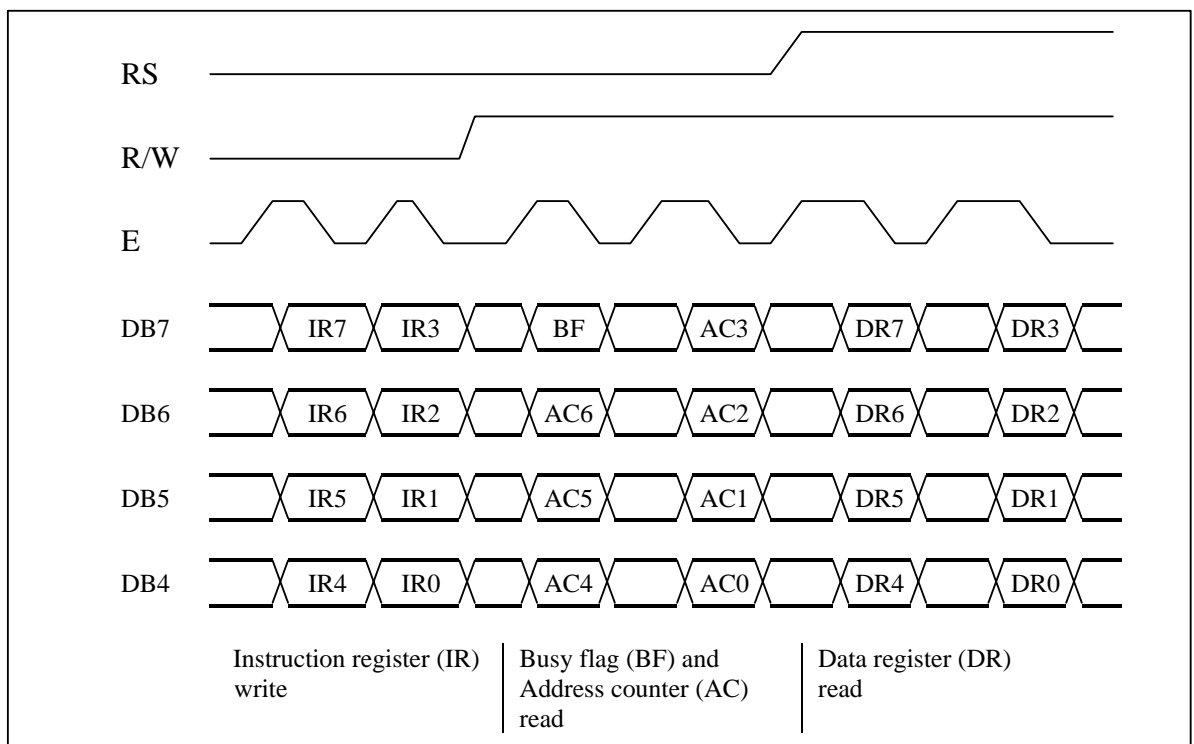 RS
R/W
E
DB7 IR7 IR3 BF AC3 DR7 DR3
DB6 IR6 IR2 AC6 AC2 DR6 DR2
DB5 IR5 IR1 AC5 AC1 DR5 DR1
DB4 IR4 IR0 AC4 AC0 DR4 DR0
Instruction register (IR)
write
Busy flag (BF) and
Address counter (AC)
read
Data register (DR)
read